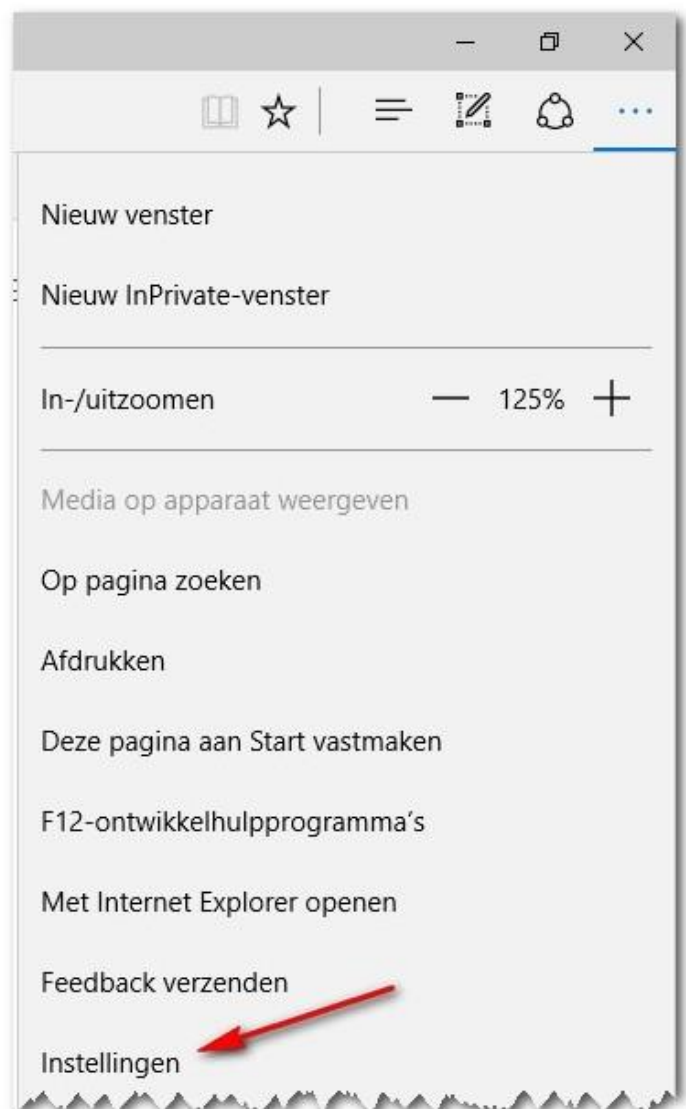 Nieuw venster
Nieuw InPrivate-venster
In-/uitzoomen 125%
Media op apparaat weergeven
Op pagina zoeken
Afdrukken
Deze pagina aan Start vastmaken
F12-ontwikkelhulpprogramma's
Met Internet Explorer openen
Feedback verzenden
Instellingen